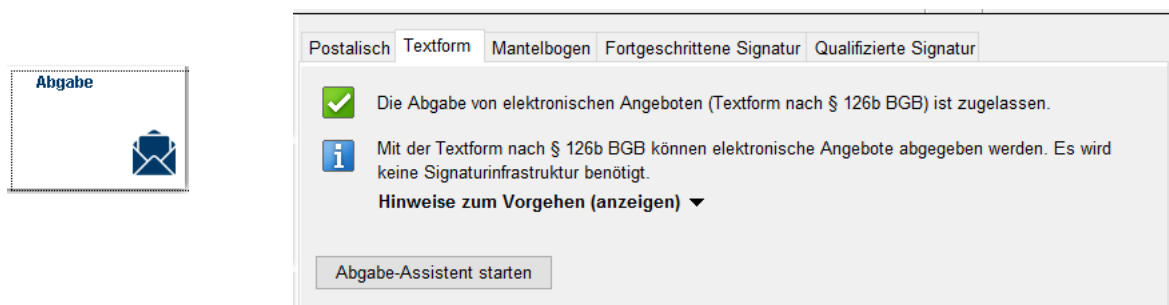 Abgabe
Postalisch Textform Mantelbogen Fortgeschrittene Signatur Qualifizierte Signatur
Die Abgabe von elektronischen Angeboten (Textform nach § 126b BGB) ist zugelassen.
Mit der Textform nach § 126b BGB können elektronische Angebote abgegeben werden. Es wird
keine Signaturinfrastruktur benötigt.
Hinweise zum Vorgehen (anzeigen)
Abgabe-Assistent starten